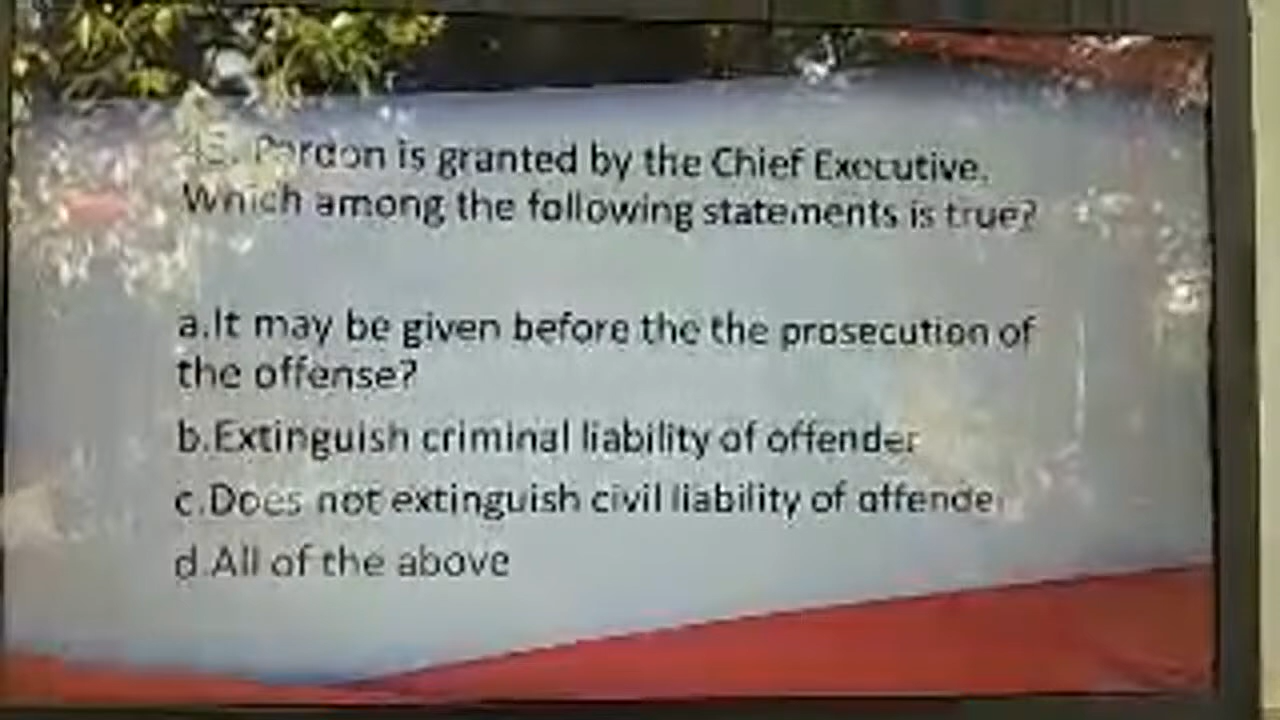 45. Pardon is granted by the Chief Executive.
Which among the following statements is true?
a.It may be given before the the prosecution of
the offense?
b.Extinguish criminal liability of offender
c.Does not extinguish civil liability of offender
d.All of the above